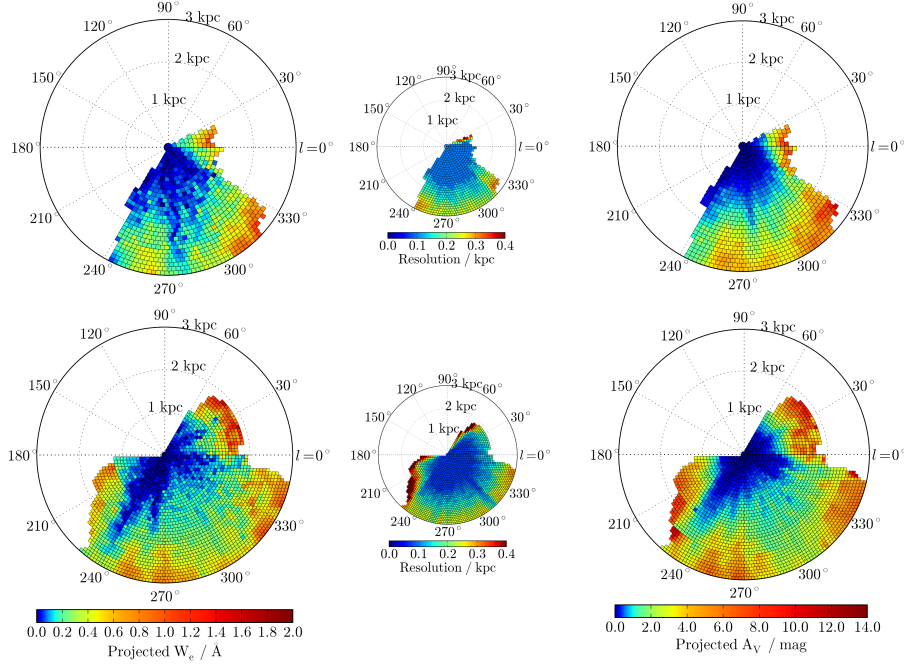 90° 3 kpc
120° 60°
2 kpc
150° 30°
1 kpc
180° l = 0°
210° 330°
240° 300°
270°
90° 3 kpc
120° 60°
2 kpc
150° 30°
1 kpc
180° l = 0°
210° 330°
240° 300°
270°
0.0 0.1 0.2 0.3 0.4
Resolution / kpc
90° 3 kpc
120° 60°
2 kpc
150° 30°
1 kpc
180° l = 0°
210° 330°
240° 300°
270°
90° 3 kpc
120° 60°
2 kpc
150° 30°
1 kpc
180° l = 0°
210° 330°
240° 300°
270°
0.0 0.2 0.4 0.6 0.8 1.0 1.2 1.4 1.6 1.8 2.0
Projected W_e / Å
90° 3 kpc
120° 60°
2 kpc
150° 30°
1 kpc
180° l = 0°
210° 330°
240° 300°
270°
0.0 0.1 0.2 0.3 0.4
Resolution / kpc
90° 3 kpc
120° 60°
2 kpc
150° 30°
1 kpc
180° l = 0°
210° 330°
240° 300°
270°
0.0 2.0 4.0 6.0 8.0 10.0 12.0 14.0
Projected A_V / mag